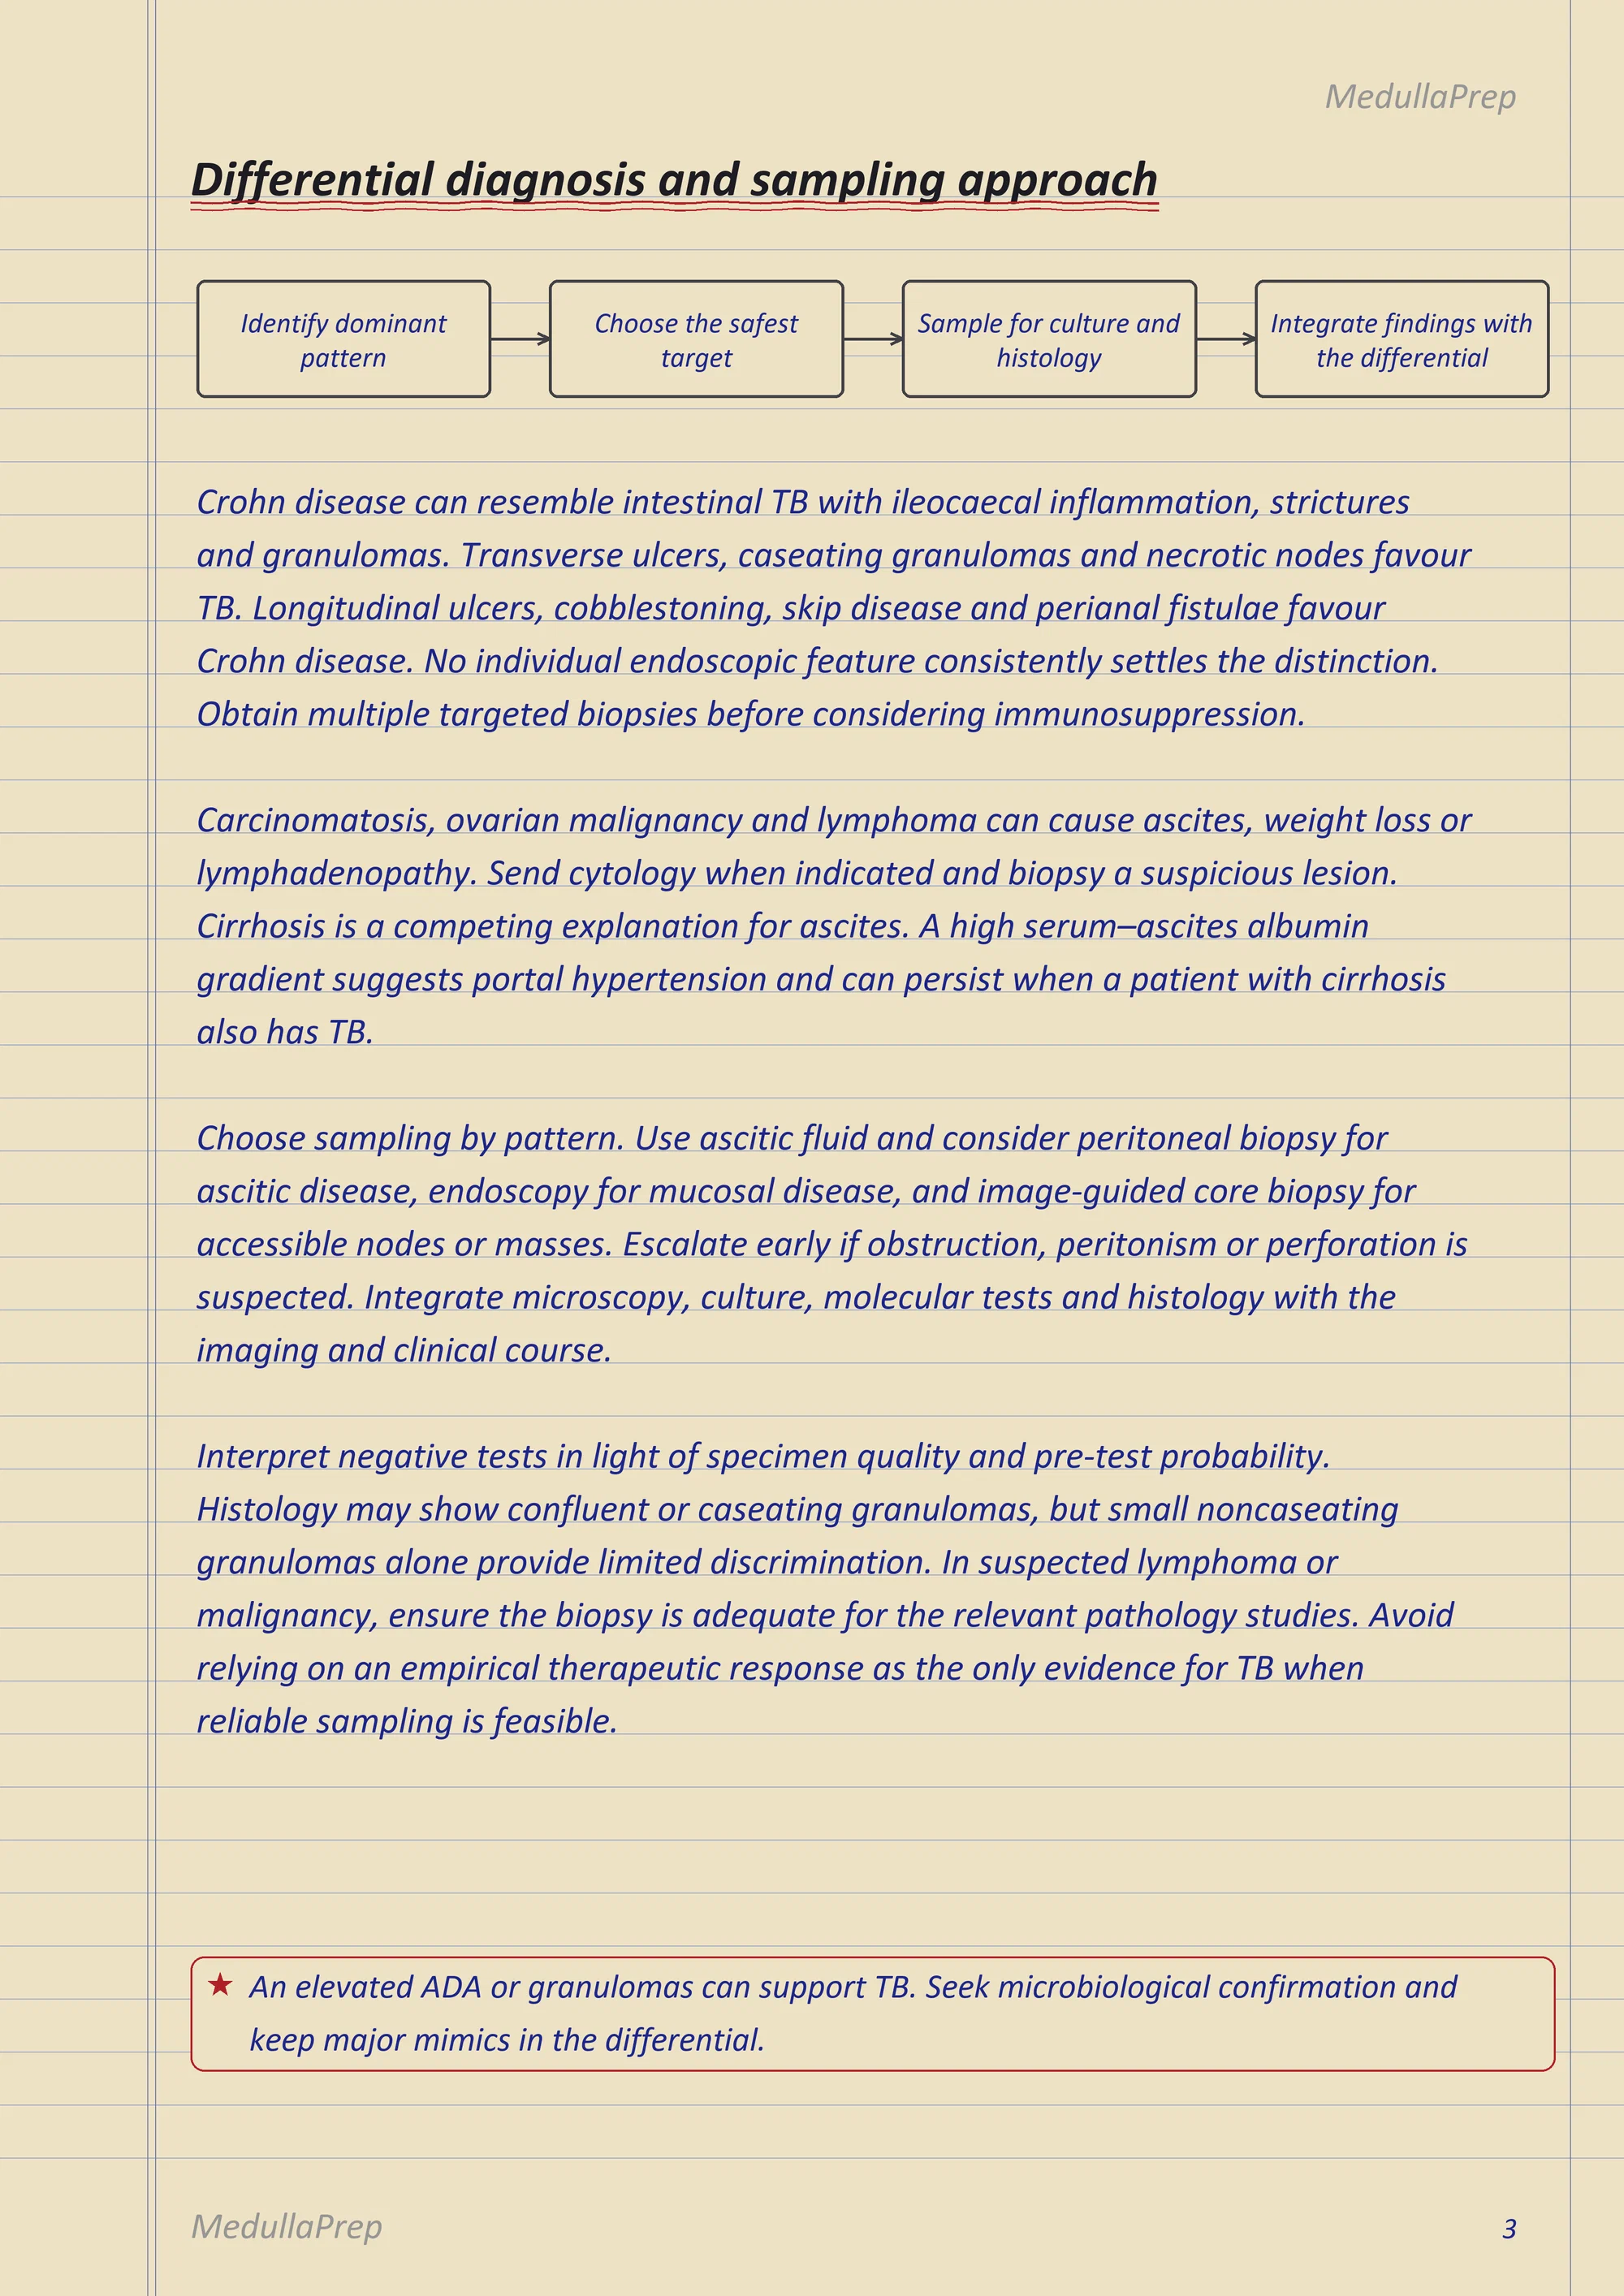 MedullaPrep
Differential diagnosis and sampling approach
Identify dominant
pattern
Choose the safest
target
Sample for culture and
histology
Integrate findings with
the differential
Crohn disease can resemble intestinal TB with ileocaecal inflammation, strictures
and granulomas. Transverse ulcers, caseating granulomas and necrotic nodes favour
TB. Longitudinal ulcers, cobblestoning, skip disease and perianal fistulae favour
Crohn disease. No individual endoscopic feature consistently settles the distinction.
Obtain multiple targeted biopsies before considering immunosuppression.
Carcinomatosis, ovarian malignancy and lymphoma can cause ascites, weight loss or
lymphadenopathy. Send cytology when indicated and biopsy a suspicious lesion.
Cirrhosis is a competing explanation for ascites. A high serum–ascites albumin
gradient suggests portal hypertension and can persist when a patient with cirrhosis
also has TB.
Choose sampling by pattern. Use ascitic fluid and consider peritoneal biopsy for
ascitic disease, endoscopy for mucosal disease, and image-guided core biopsy for
accessible nodes or masses. Escalate early if obstruction, peritonism or perforation is
suspected. Integrate microscopy, culture, molecular tests and histology with the
imaging and clinical course.
Interpret negative tests in light of specimen quality and pre-test probability.
Histology may show confluent or caseating granulomas, but small noncaseating
granulomas alone provide limited discrimination. In suspected lymphoma or
malignancy, ensure the biopsy is adequate for the relevant pathology studies. Avoid
relying on an empirical therapeutic response as the only evidence for TB when
reliable sampling is feasible.
★ An elevated ADA or granulomas can support TB. Seek microbiological confirmation and
keep major mimics in the differential.
MedullaPrep
3